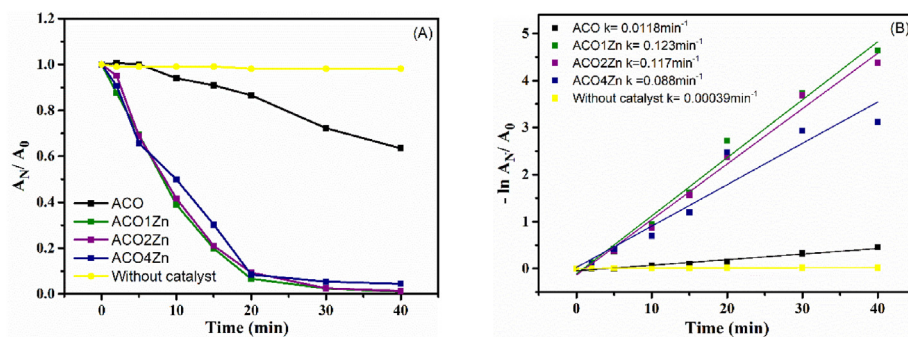 (A)
1.2
1.0
0.8
0.6
0.4
0.2
0.0
A_N/ A_0
ACO
ACO1Zn
ACO2Zn
ACO4Zn
Without catalyst
0 10 20 30 40
Time (min)
(B)
ACO k= 0.0118min⁻¹
ACO1Zn k= 0.123min⁻¹
ACO2Zn k=0.117min⁻¹
ACO4Zn k =0.088min⁻¹
Without catalyst k= 0.00039min⁻¹
5
4
3
2
1
0
-1
- ln A_N/ A_0
0 10 20 30 40
Time (min)